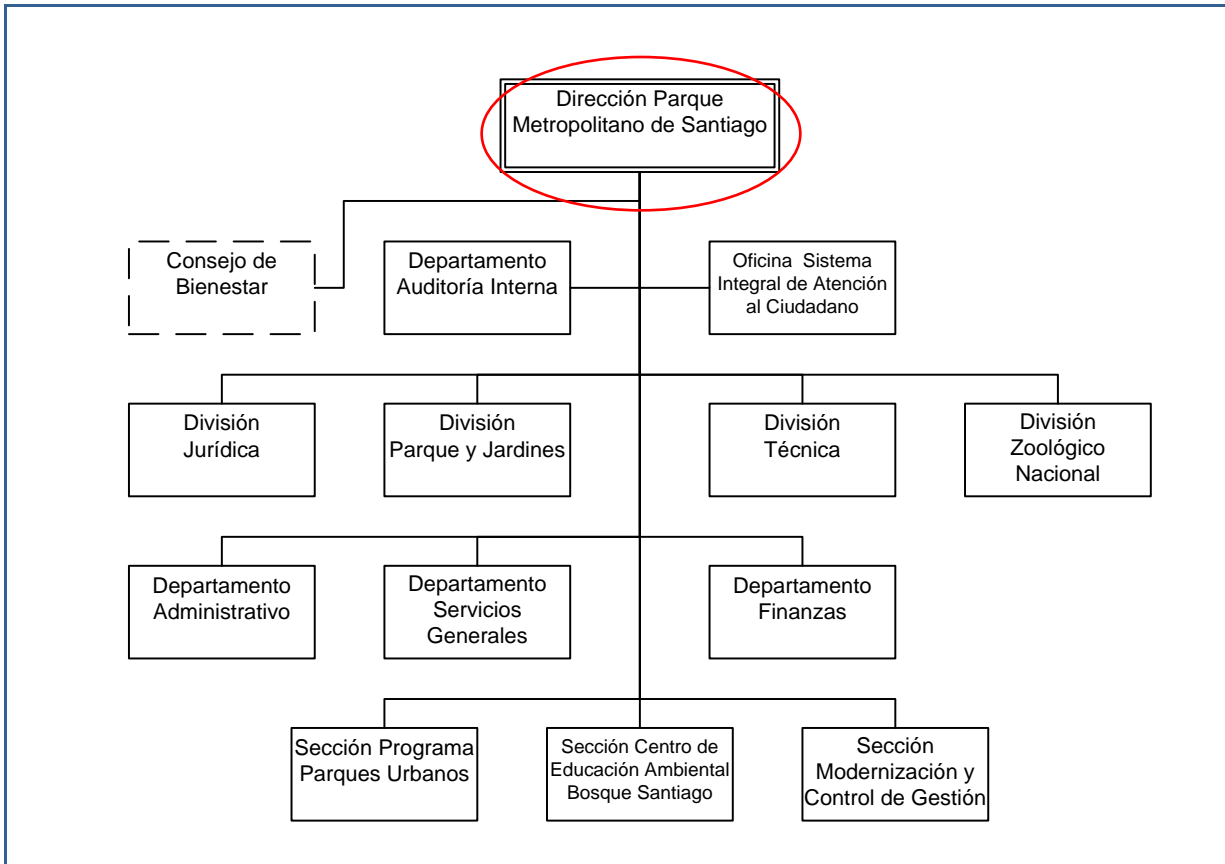 Dirección Parque
Metropolitano de Santiago
Consejo de
Bienestar
Departamento
Auditoría Interna
Oficina Sistema
Integral de Atención
al Ciudadano
División
Jurídica
División
Parque y Jardines
División
Técnica
División
Zoológico
Nacional
Departamento
Administrativo
Departamento
Servicios
Generales
Departamento
Finanzas
Sección Programa
Parques Urbanos
Sección Centro de
Educación Ambiental
Bosque Santiago
Sección
Modernización y
Control de Gestión